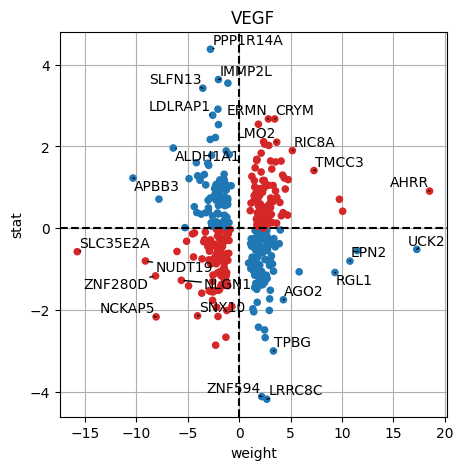 VEGF
PPP1R14A
SLFN13
IMMP2L
LDLRAP1
ERMN
CRYM
LMO2
RIC8A
ALDH1A1
TMCC3
APBB3
AHRR
SLC35E2A
EPN2
UCK2
NUDT19
ZNF280D
NLGN1
AGO2
RGL1
NCKAP5
SNX10
TPBG
ZNF594
LRRC8C
4
2
0
−2
−4
stat
−15
−10
−5
0
5
10
15
20
weight